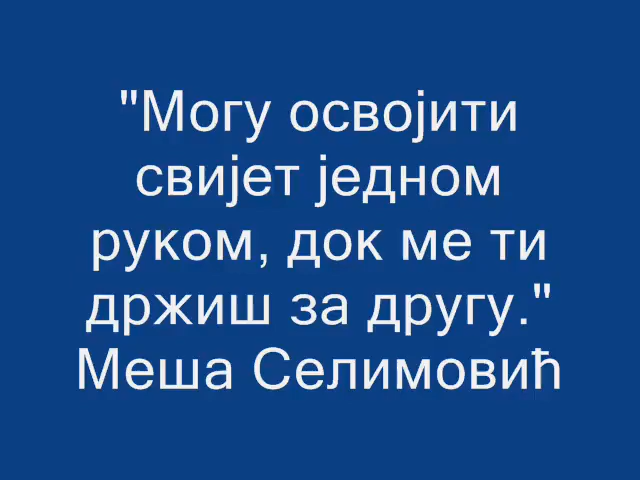 "Могу освојити
свијет једном
руком, док ме ти
држиш за другу."
Меша Селимовић